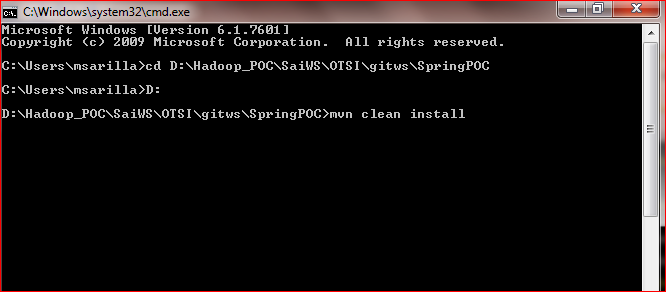 C:\Windows\system32\cmd.exe
Microsoft Windows [Version 6.1.7601]
Copyright (c) 2009 Microsoft Corporation.  All rights reserved.
C:\Users\msarilla>cd D:\Hadoop_POC\SaiWS\OTSI\gitws\SpringPOC
C:\Users\msarilla>D:
D:\Hadoop_POC\SaiWS\OTSI\gitws\SpringPOC>mvn clean install